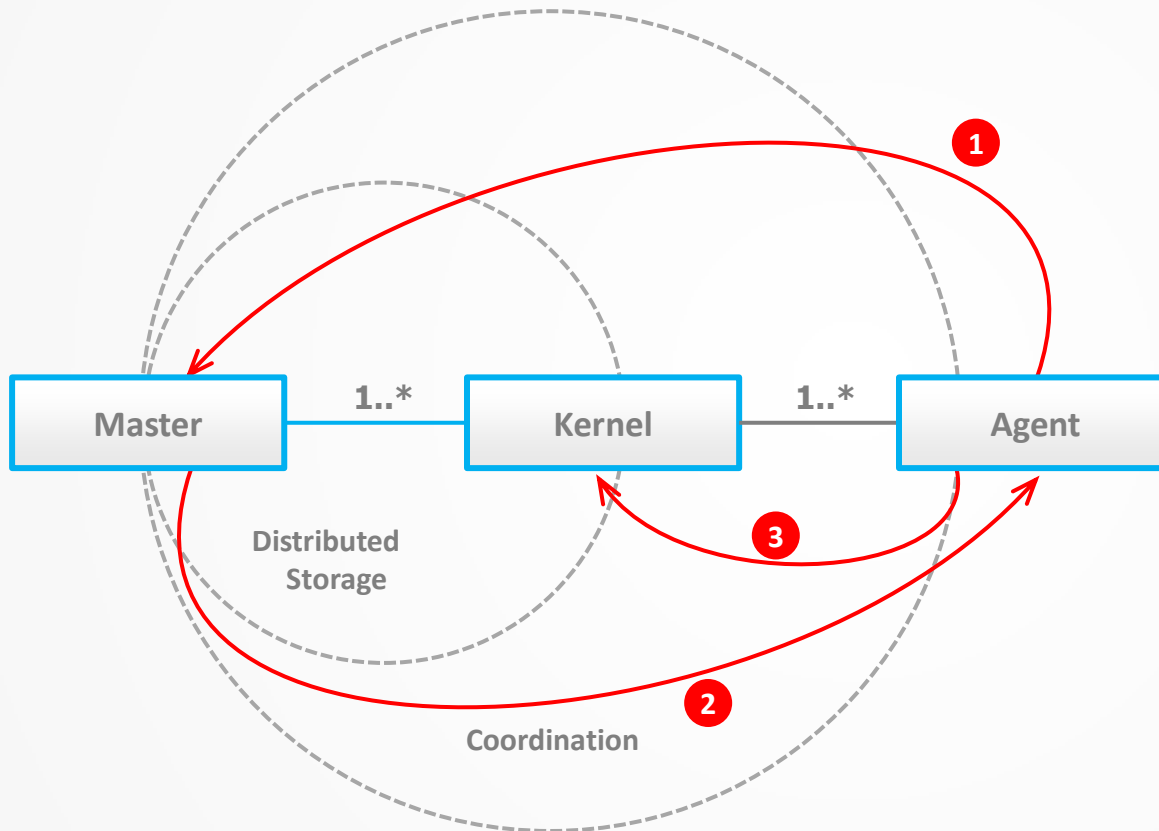 1
1..*
1..*
Master
Kernel
Agent
3
Distributed
Storage
2
Coordination